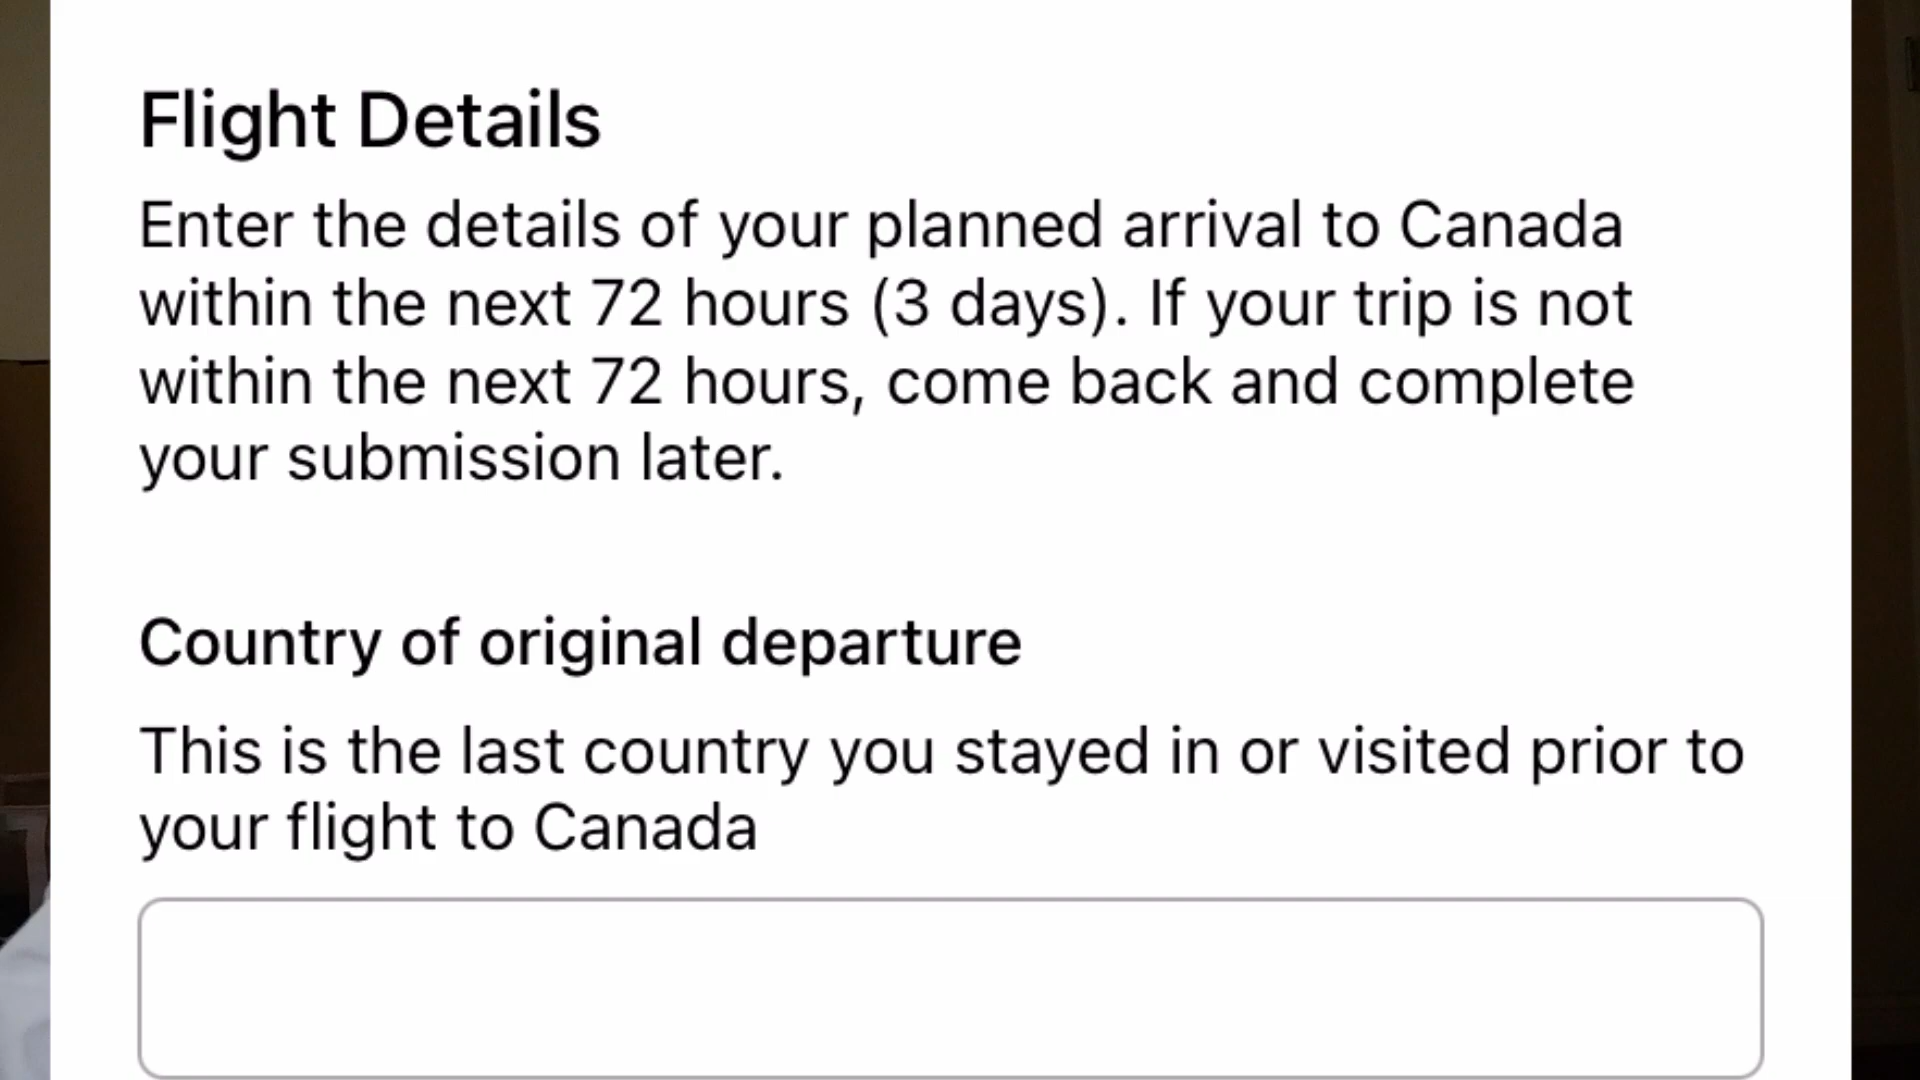 Flight Details
Enter the details of your planned arrival to Canada
within the next 72 hours (3 days). If your trip is not
within the next 72 hours, come back and complete
your submission later.
Country of original departure
This is the last country you stayed in or visited prior to
your flight to Canada